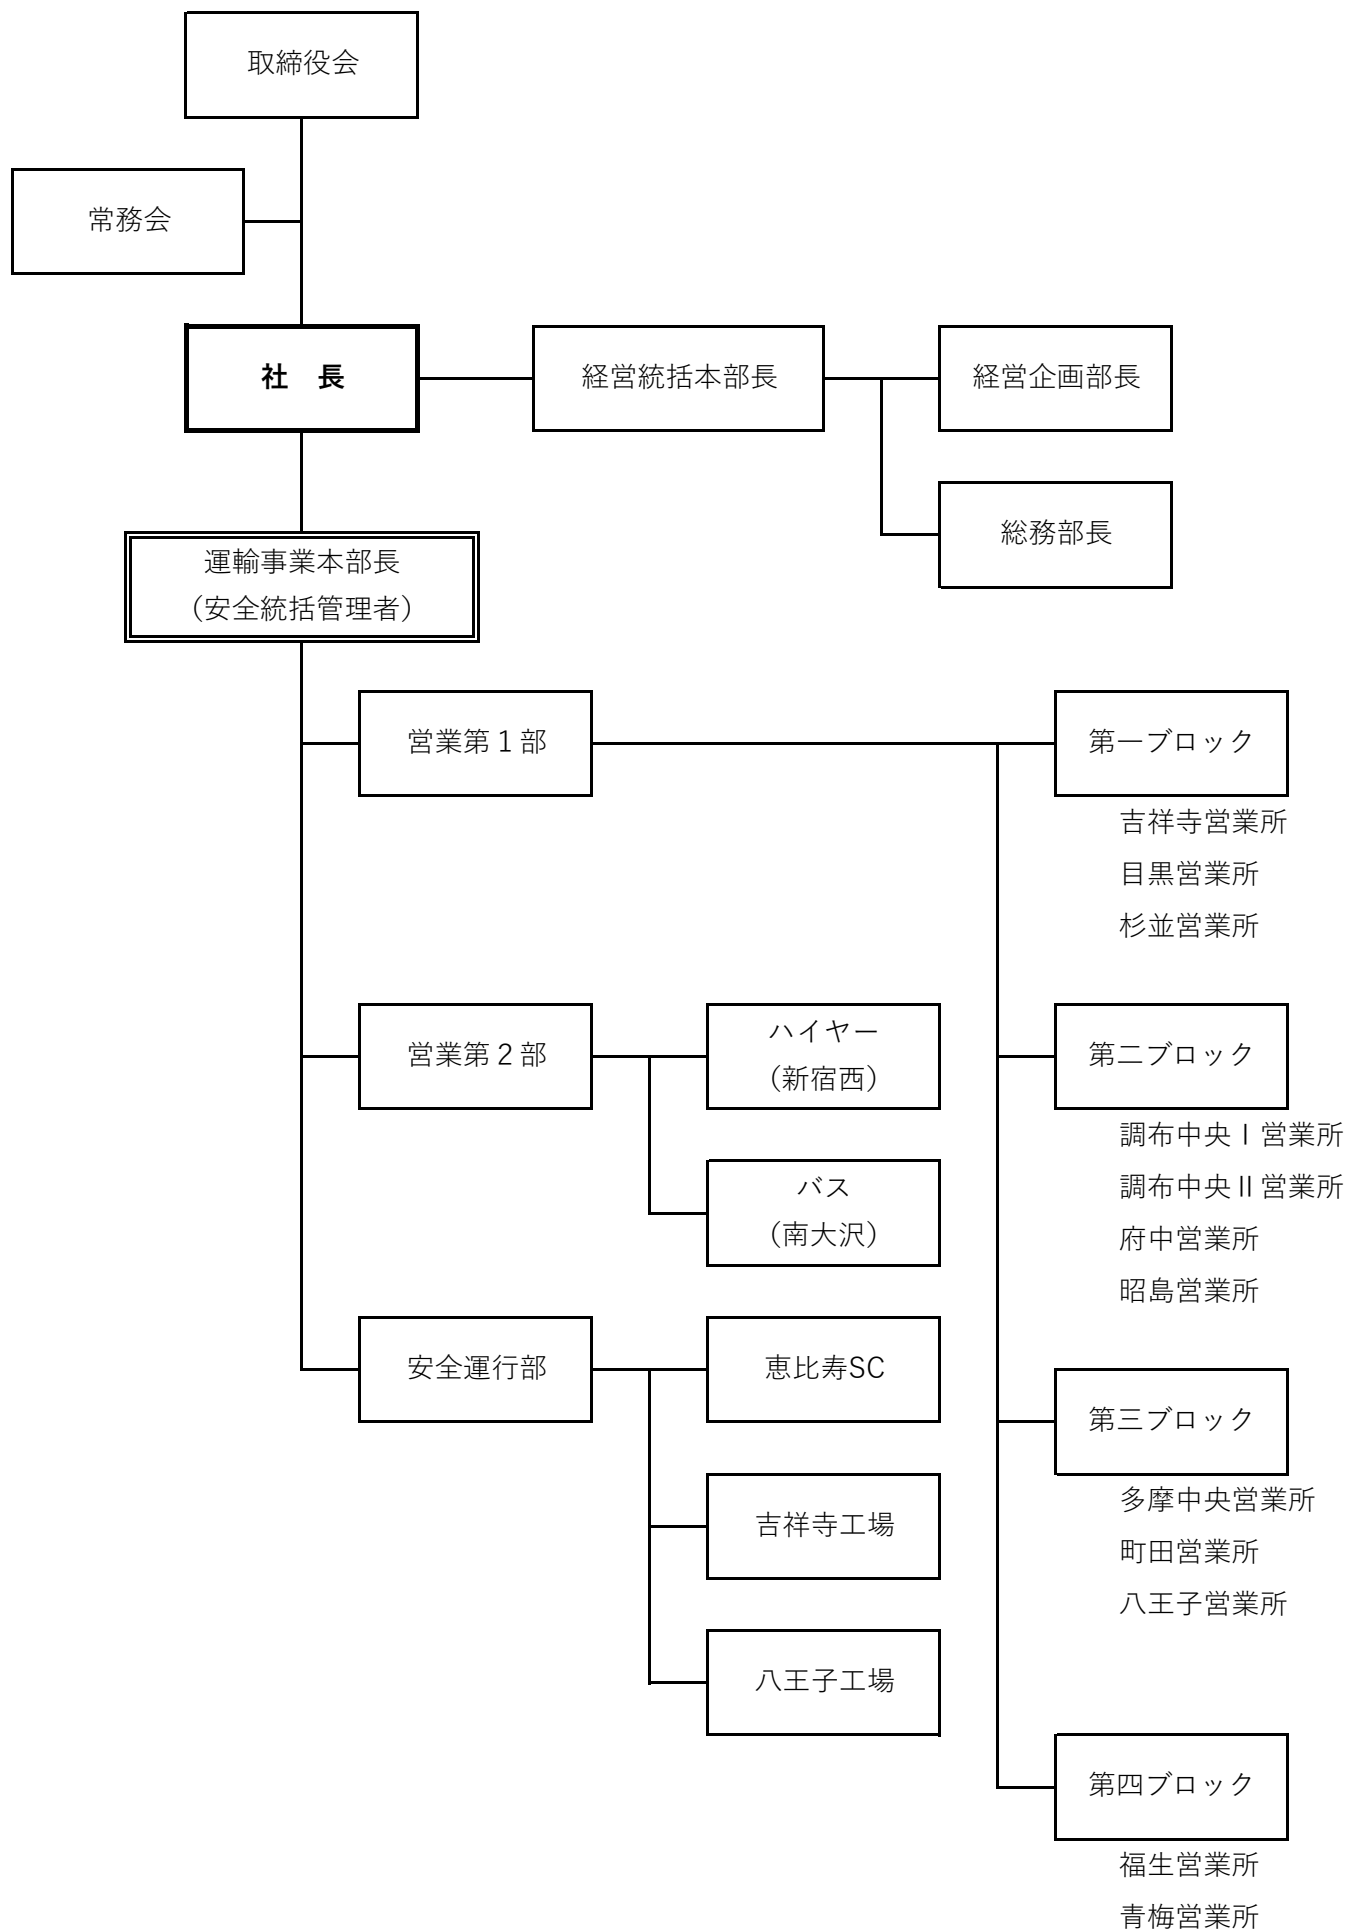 取締役会
常務会
社　長
経営統括本部長
経営企画部長
総務部長
運輸事業本部長
（安全統括管理者）
営業第１部
第一ブロック
吉祥寺営業所
目黒営業所
杉並営業所
営業第２部
ハイヤー
（新宿西）
バス
（南大沢）
第二ブロック
調布中央Ⅰ営業所
調布中央Ⅱ営業所
府中営業所
昭島営業所
安全運行部
恵比寿SC
吉祥寺工場
八王子工場
第三ブロック
多摩中央営業所
町田営業所
八王子営業所
第四ブロック
福生営業所
青梅営業所